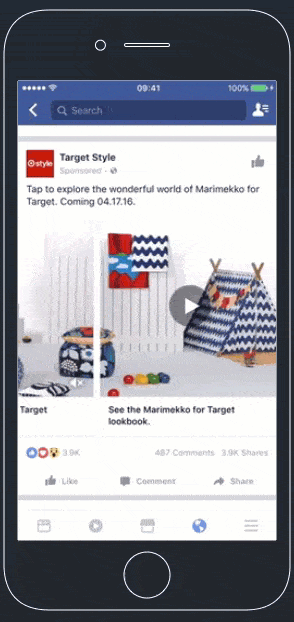 09:41
100%
Search
style
Target Style
Sponsored ·
Tap to explore the wonderful world of Marimekko for
Target. Coming 04.17.16.
Target
See the Marimekko for Target
lookbook.
3.9K
487 Comments 3.9K Shares
Like
Comment
Share